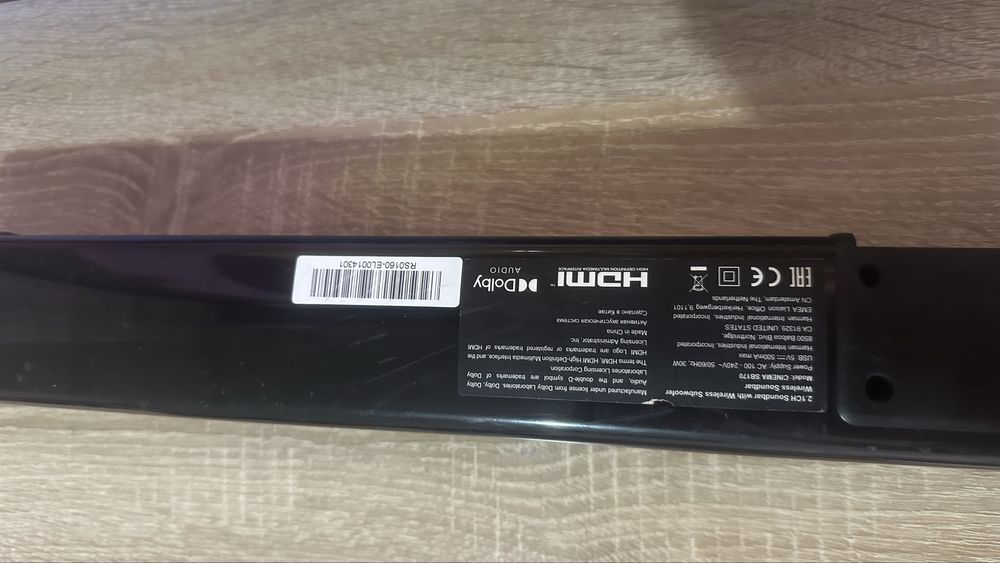 2.1CH Soundbar with Wireless Subwoofer
Wireless Soundbar
Model: CINEMA SB170
Power Supply: AC 100 - 240V~ 50/60Hz, 30W
USB: 5V⎓ 500mA max
Harman International Industries, Incorporated
8500 Balboa Blvd, Northridge,
CA 91329, UNITED STATES
Harman International Industries, Incorporated
EMEA Liaison Office, Herikerbergweg 9,1101
CN Amsterdam, The Netherlands
EAC CE
Manufactured under license from Dolby Laboratories. Dolby, Dolby
Audio, and the double-D symbol are trademarks of Dolby
Laboratories Licensing Corporation.
The terms HDMI, HDMI High-Definition Multimedia Interface, and the
HDMI Logo are trademarks or registered trademarks of HDMI
Licensing Administrator, Inc.
Made in China
Активная акустическая система
Сделано в Китае
HDMI™
HIGH-DEFINITION MULTIMEDIA INTERFACE
Dolby
AUDIO
RS0160-EL0014301